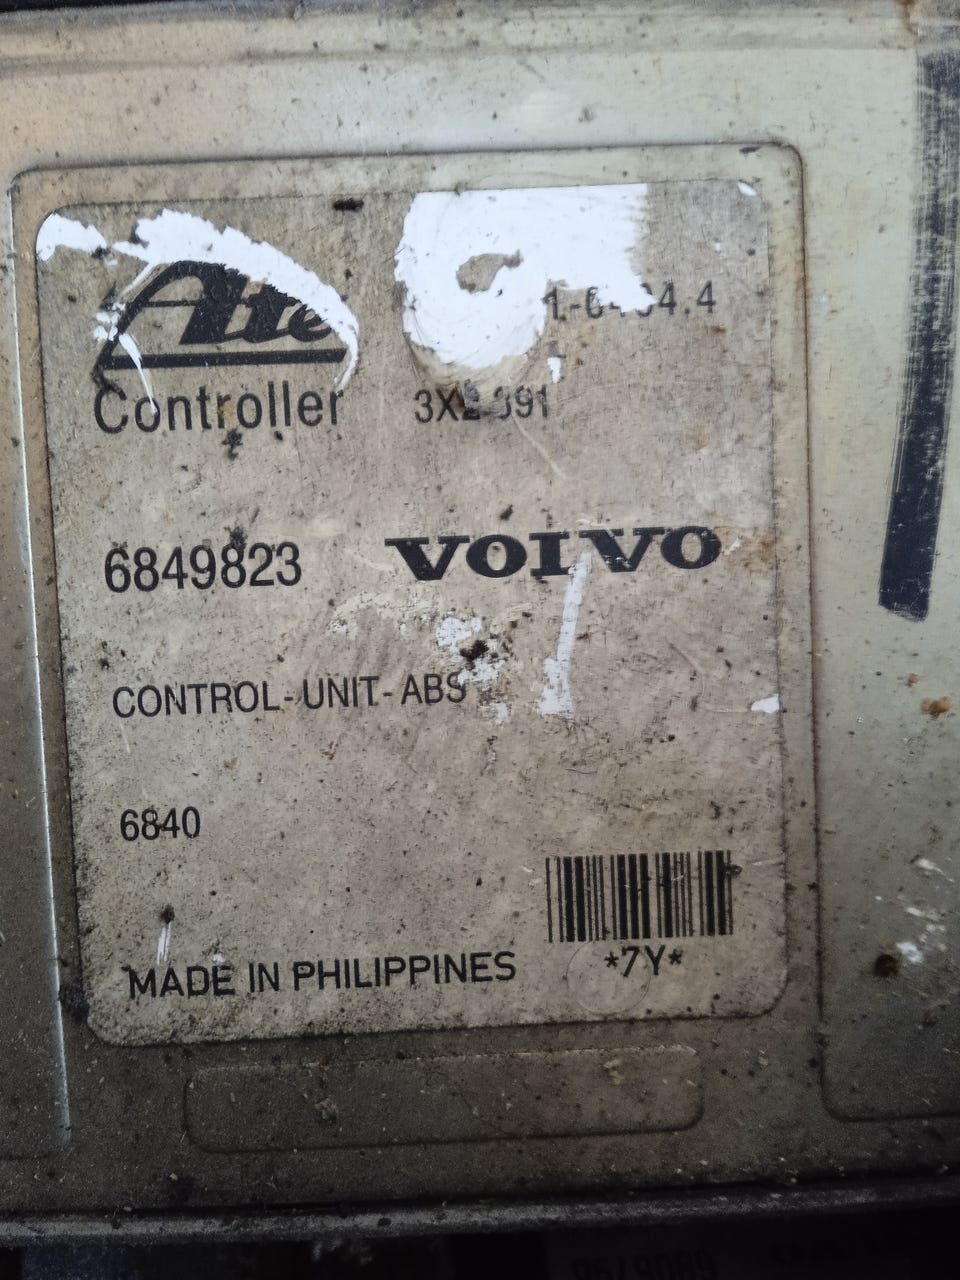 Ate
Controller
6849823 VOLVO
CONTROL-UNIT-ABS
6840
*7Y*
MADE IN PHILIPPINES